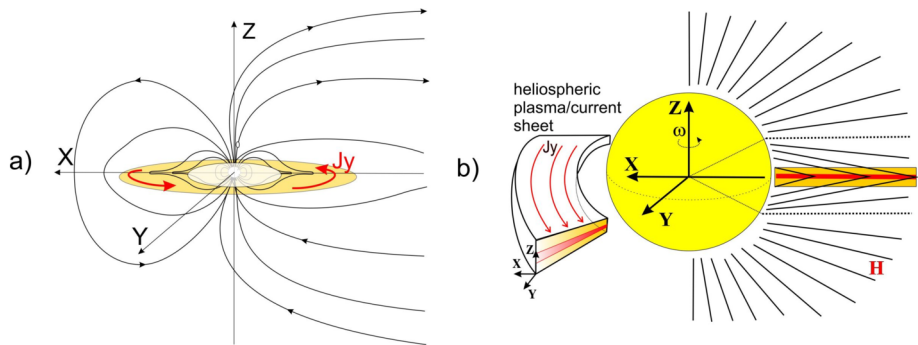 a)
Z
X
Y
Jy
b)
heliospheric
plasma/current
sheet
Jy
Z
ω
X
Y
Z
X
Y
H